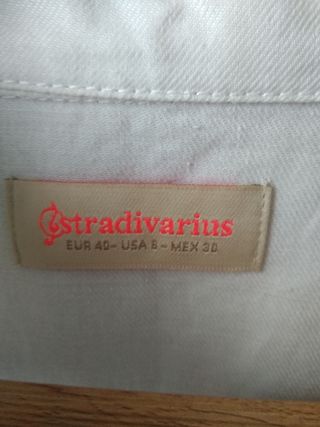 stradivarius
EUR 40- USA 8 - MEX 30